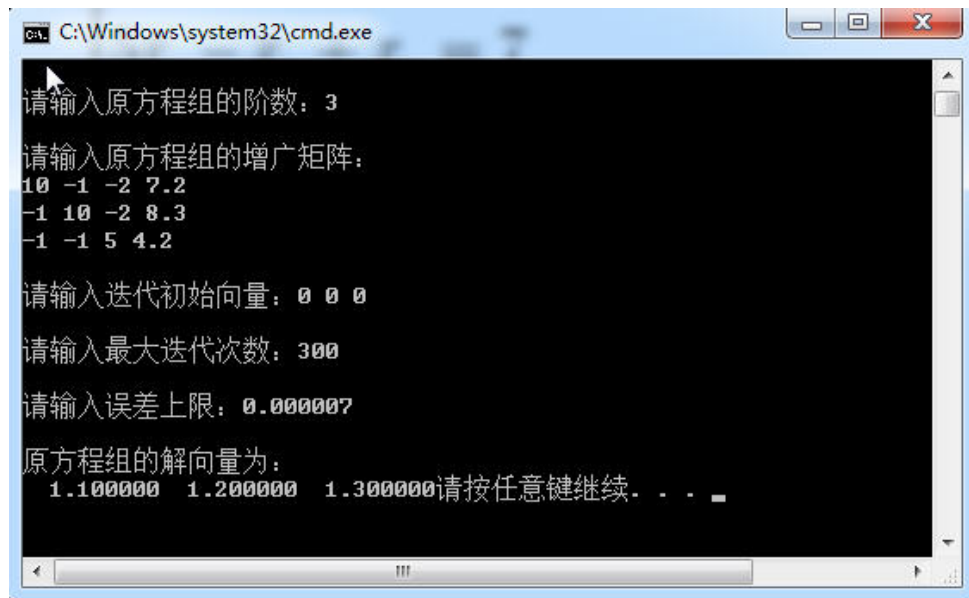 C:\Windows\system32\cmd.exe
请输入原方程组的阶数：3
请输入原方程组的增广矩阵：
10 -1 -2 7.2
-1 10 -2 8.3
-1 -1 5 4.2
请输入迭代初始向量：0 0 0
请输入最大迭代次数：300
请输入误差上限：0.000007
原方程组的解向量为：
1.100000 1.200000 1.300000请按任意键继续. . .